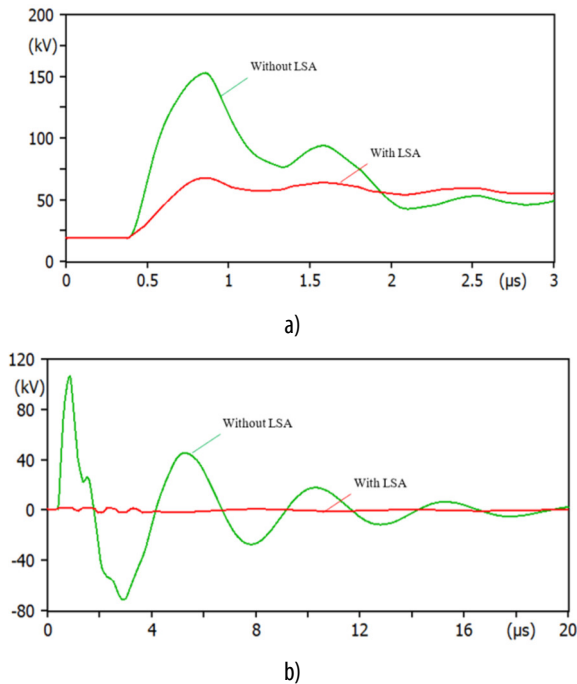 200
(kV)
150
Without LSA
With LSA
100
50
0
0 0.5 1 1.5 2 2.5 (µs) 3
a)
120
(kV)
80
Without LSA
40
With LSA
0
-40
-80
0 4 8 12 16 (µs) 20
b)